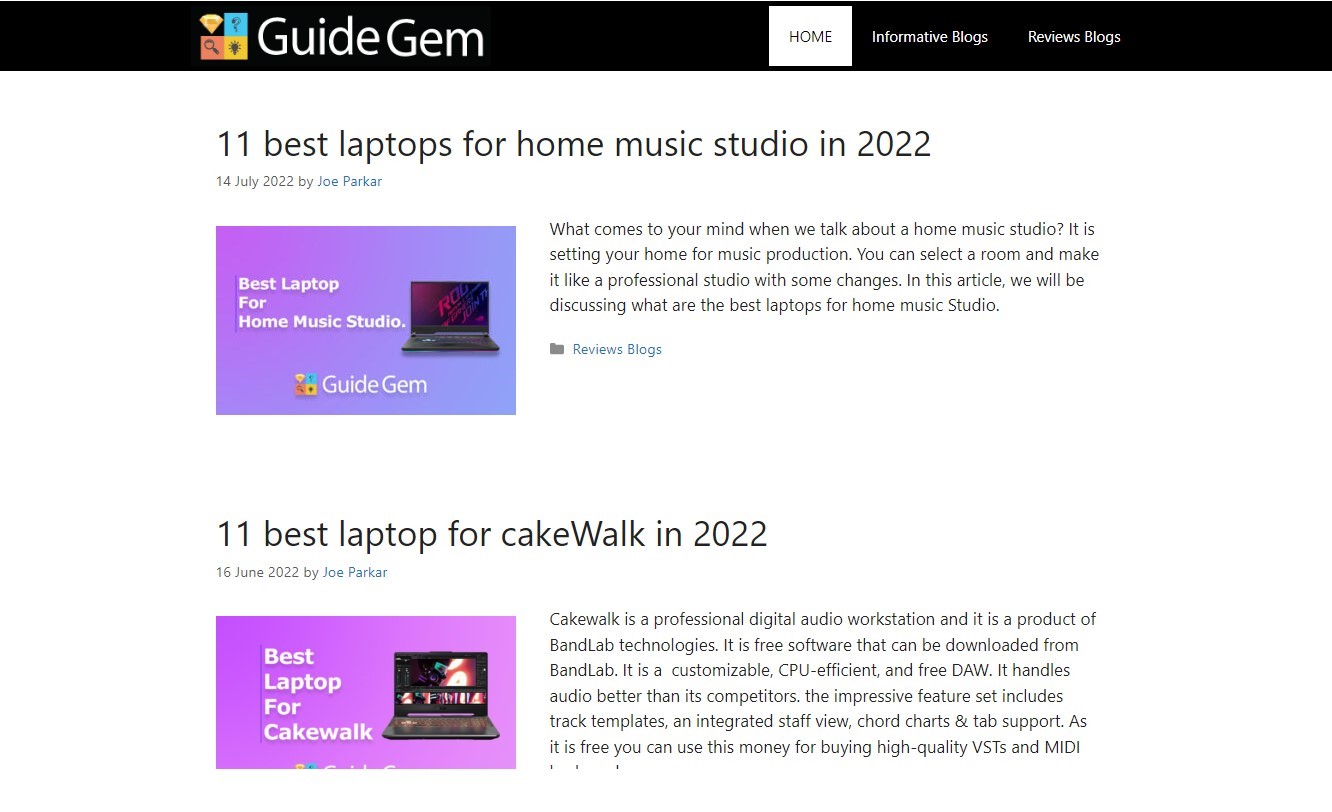 Guide Gem
HOME
Informative Blogs
Reviews Blogs
11 best laptops for home music studio in 2022
14 July 2022 by Joe Parkar
Best Laptop
For
Home Music Studio.
Guide Gem
What comes to your mind when we talk about a home music studio? It is
setting your home for music production. You can select a room and make
it like a professional studio with some changes. In this article, we will be
discussing what are the best laptops for home music Studio.
Reviews Blogs
11 best laptop for cakeWalk in 2022
16 June 2022 by Joe Parkar
Best
Laptop
For
Cakewalk
Cakewalk is a professional digital audio workstation and it is a product of
BandLab technologies. It is free software that can be downloaded from
BandLab. It is a  customizable, CPU-efficient, and free DAW. It handles
audio better than its competitors. the impressive feature set includes
track templates, an integrated staff view, chord charts & tab support. As
it is free you can use this money for buying high-quality VSTs and MIDI